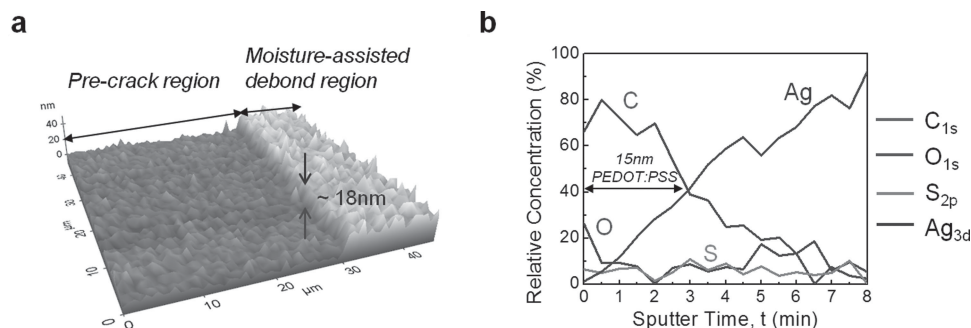 a
Pre-crack region
Moisture-assisted
debond region
nm
40
20
0
~ 18nm
10
20
30
40
µm
0
0
10
20
µm
30
b
Relative Concentration (%)
100
80
60
40
20
0
C
Ag
15nm
PEDOT:PSS
O
S
0 1 2 3 4 5 6 7 8
Sputter Time, t (min)
C1s
O1s
S2p
Ag3d